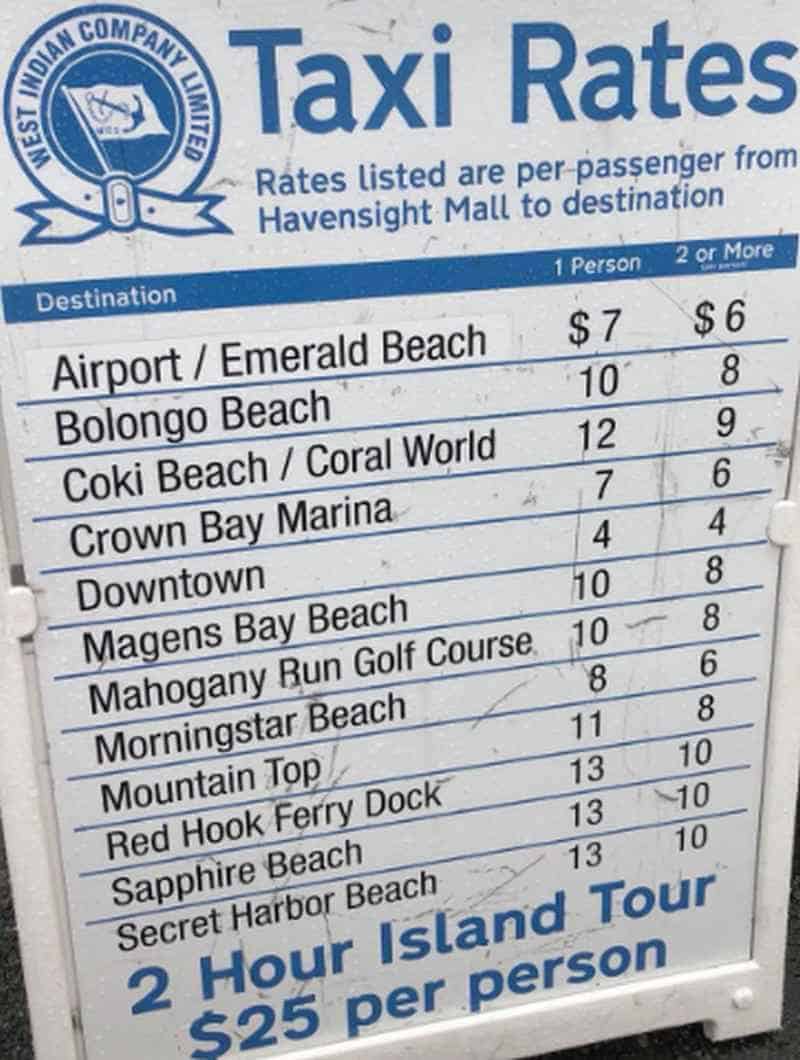 WEST INDIAN COMPANY LIMITED
Taxi Rates
Rates listed are per passenger from
Havensight Mall to destination
Destination 1 Person 2 or More
Airport / Emerald Beach $ 7 $ 6
Bolongo Beach 10 8
Coki Beach / Coral World 12 9
Crown Bay Marina 7 6
Downtown 4 4
Magens Bay Beach 10 8
Mahogany Run Golf Course 10 8
Morningstar Beach 8 6
Mountain Top 11 8
Red Hook Ferry Dock 13 10
Sapphire Beach 13 10
Secret Harbor Beach 13 10
2 Hour Island Tour
$25 per person